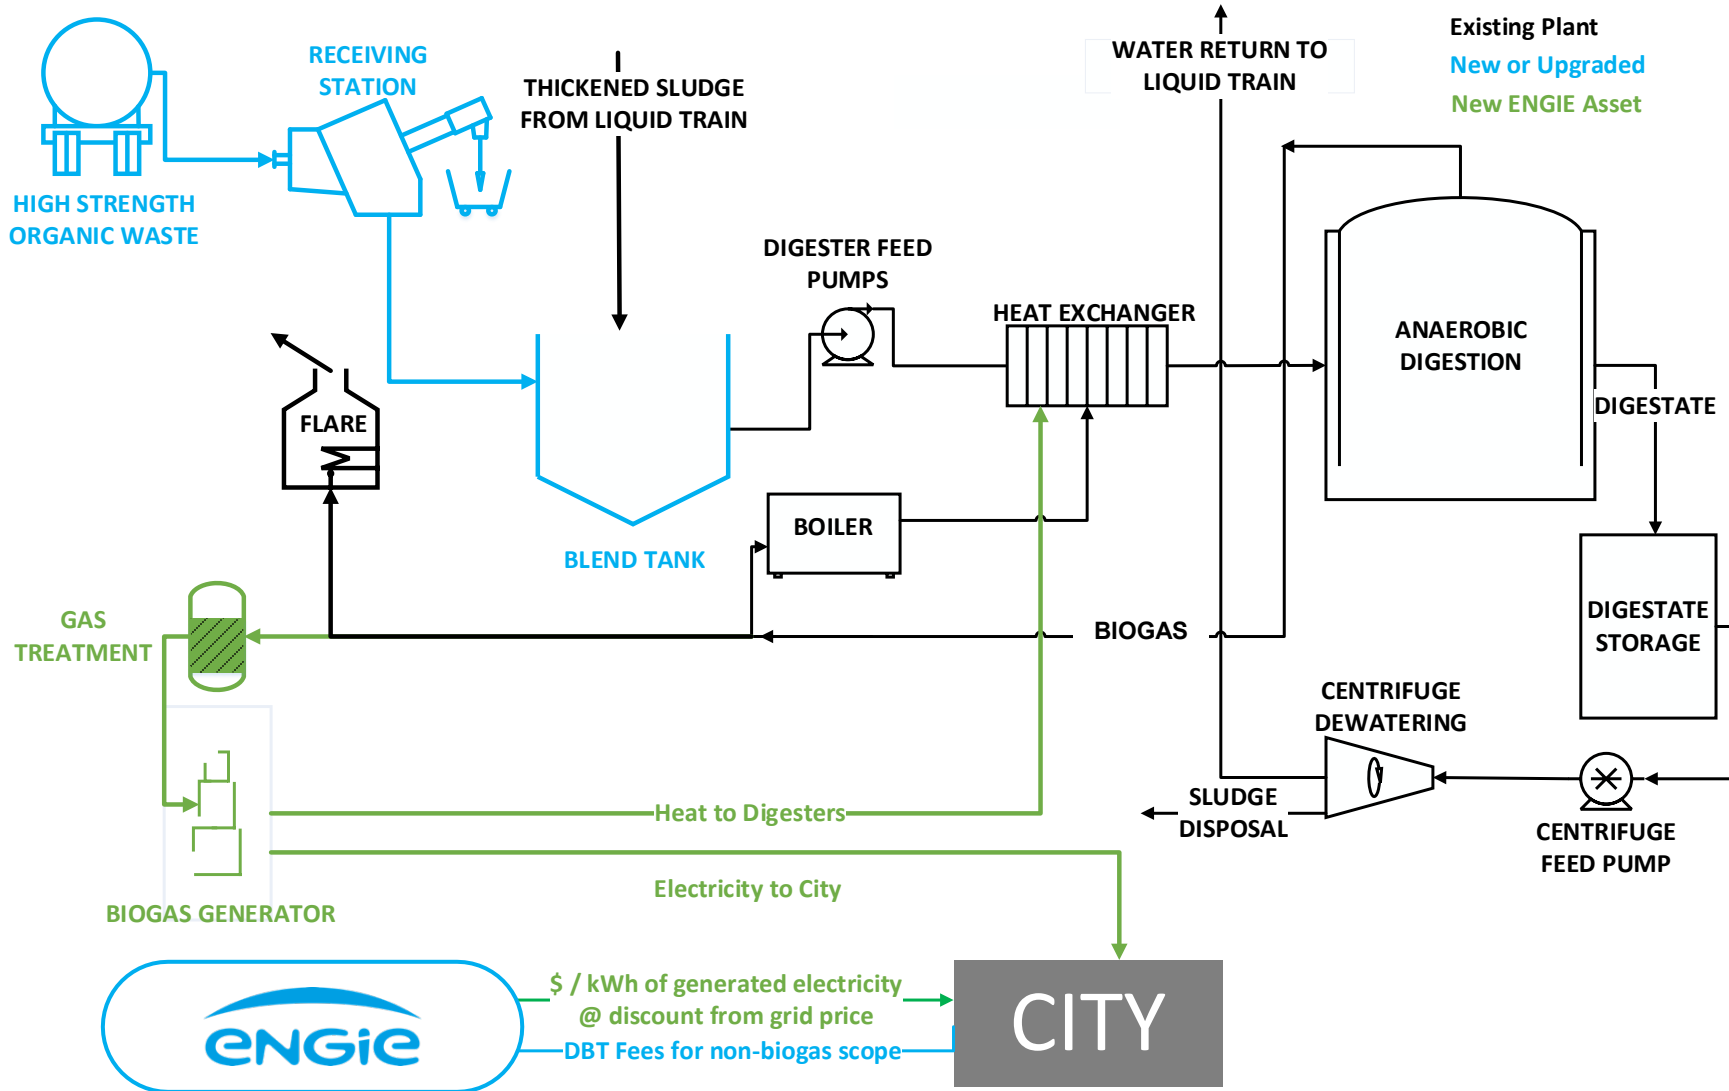 Existing Plant
New or Upgraded
New ENGIE Asset
RECEIVING
STATION
THICKENED SLUDGE
FROM LIQUID TRAIN
WATER RETURN TO
LIQUID TRAIN
HIGH STRENGTH
ORGANIC WASTE
DIGESTER FEED
PUMPS
HEAT EXCHANGER
ANAEROBIC
DIGESTION
DIGESTATE
FLARE
BOILER
BLEND TANK
GAS
TREATMENT
BIOGAS
DIGESTATE
STORAGE
CENTRIFUGE
DEWATERING
SLUDGE
DISPOSAL
CENTRIFUGE
FEED PUMP
Heat to Digesters
Electricity to City
BIOGAS GENERATOR
ENGIE
$ / kWh of generated electricity
@ discount from grid price
DBT Fees for non-biogas scope
CITY